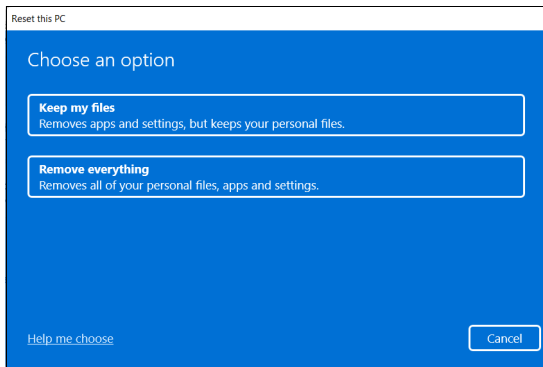 Reset this PC
Choose an option
Keep my files
Removes apps and settings, but keeps your personal files.
Remove everything
Removes all of your personal files, apps and settings.
Help me choose
Cancel